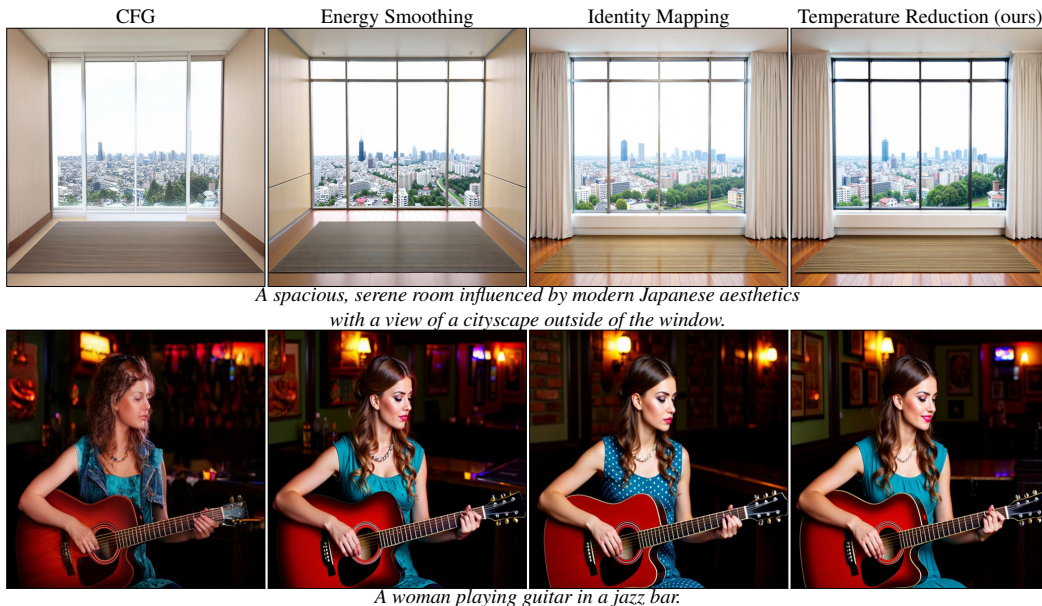 CFG
Energy Smoothing
Identity Mapping
Temperature Reduction (ours)
A spacious, serene room influenced by modern Japanese aesthetics
with a view of a cityscape outside of the window.
A woman playing guitar in a jazz bar.